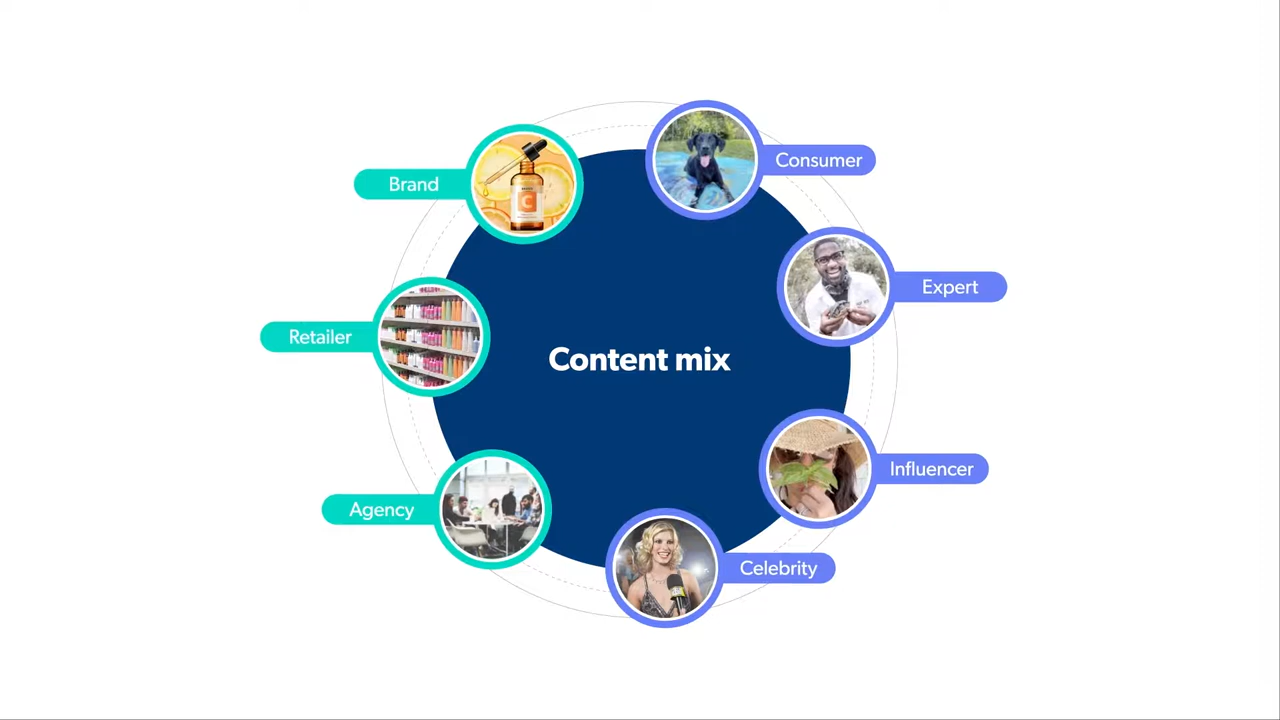 Consumer
Brand
Expert
Retailer
Content mix
Influencer
Agency
Celebrity
C